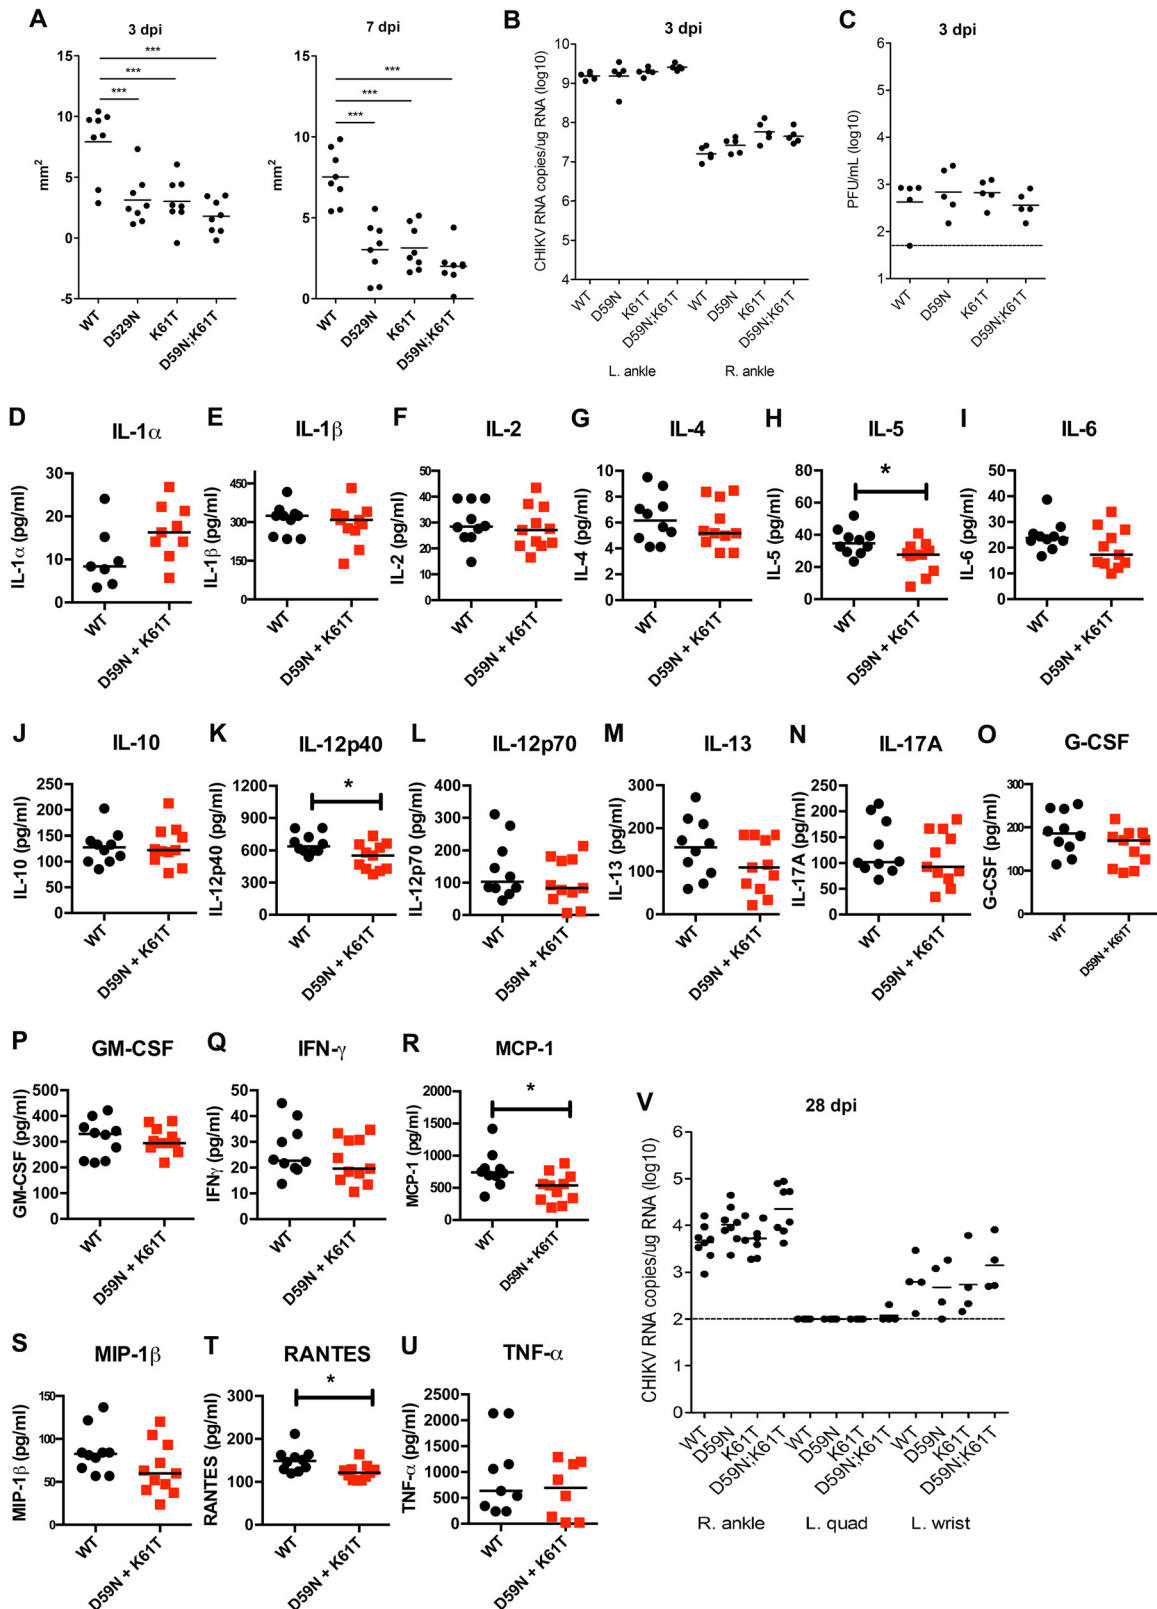 A
3 dpi
7 dpi
***
***
***
***
***
***
mm2
15
10
5
0
-5
WT
D529N
K61T
D59N;K61T
mm2
15
10
5
0
WT
D529N
K61T
D59N;K61T
B
3 dpi
CHIKV RNA copies/ug RNA (log10)
10
9
8
7
6
5
4
WT
D59N
K61T
D59N;K61T
WT
D59N
K61T
D59N;K61T
L. ankle
R. ankle
C
3 dpi
PFU/mL (log10)
6
5
4
3
2
1
WT
D59N
K61T
D59N;K61T
D
IL-1α
IL-1α (pg/ml)
30
20
10
0
WT
D59N + K61T
E
IL-1β
IL-1β (pg/ml)
450
300
150
0
WT
D59N + K61T
F
IL-2
IL-2 (pg/ml)
50
40
30
20
10
0
WT
D59N + K61T
G
IL-4
IL-4 (pg/ml)
10
8
6
4
2
0
WT
D59N + K61T
H
IL-5
*
IL-5 (pg/ml)
80
60
40
20
0
WT
D59N + K61T
I
IL-6
IL-6 (pg/ml)
50
40
30
20
10
0
WT
D59N + K61T
J
IL-10
IL-10 (pg/ml)
250
200
150
100
50
0
WT
D59N + K61T
K
IL-12p40
*
IL-12p40 (pg/ml)
1200
900
600
300
0
WT
D59N + K61T
L
IL-12p70
IL-12p70 (pg/ml)
400
300
200
100
0
WT
D59N + K61T
M
IL-13
IL-13 (pg/ml)
300
200
100
0
WT
D59N + K61T
N
IL-17A
IL-17A (pg/ml)
250
200
150
100
50
0
WT
D59N + K61T
O
G-CSF
G-CSF (pg/ml)
300
200
100
0
WT
D59N + K61T
P
GM-CSF
GM-CSF (pg/ml)
500
400
300
200
100
0
WT
D59N + K61T
Q
IFN-γ
IFNγ (pg/ml)
50
40
30
20
10
0
WT
D59N + K61T
R
MCP-1
*
MCP-1 (pg/ml)
2000
1500
1000
500
0
WT
D59N + K61T
S
MIP-1β
MIP-1β (pg/ml)
150
100
50
0
WT
D59N + K61T
T
RANTES
*
RANTES (pg/ml)
300
200
100
0
WT
D59N + K61T
U
TNF-α
TNF-α (pg/ml)
2500
2000
1500
1000
500
0
WT
D59N + K61T
V
28 dpi
CHIKV RNA copies/ug RNA (log10)
6
5
4
3
2
0
WT
D59N
K61T
D59N;K61T
WT
D59N
K61T
D59N;K61T
WT
D59N
K61T
D59N;K61T
R. ankle
L. quad
L. wrist